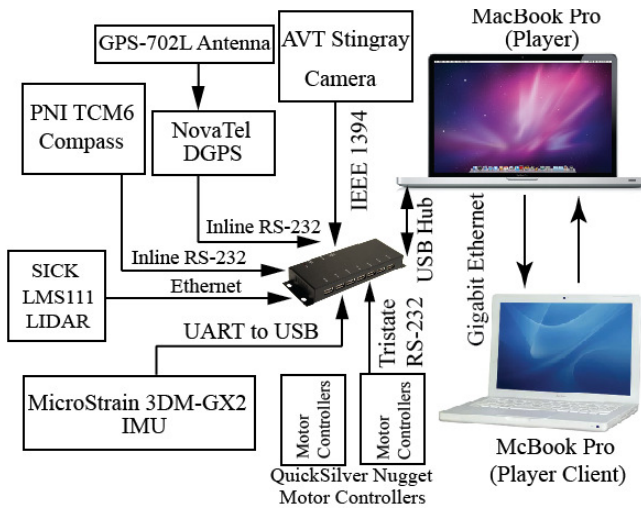 MacBook Pro
(Player)
GPS-702L Antenna
AVT Stingray
Camera
PNI TCM6
Compass
NovaTel
DGPS
IEEE 1394
USB Hub
Gigabit Ethernet
Inline RS-232
Inline RS-232
Ethernet
SICK
LMS111
LIDAR
UART to USB
Tristate
RS-232
MicroStrain 3DM-GX2
IMU
Motor
Controllers
Motor
Controllers
QuickSilver Nugget
Motor Controllers
McBook Pro
(Player Client)